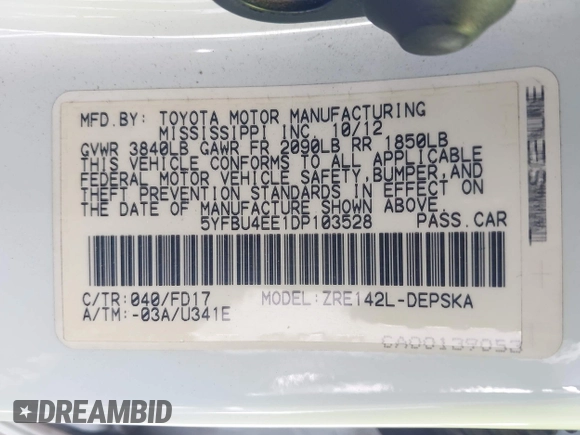 MFD.BY: TOYOTA MOTOR MANUFACTURING
MISSISSIPPI INC. 10/12
GVWR 3840LB GAWR FR 2090LB RR 1850LB
THIS VEHICLE CONFORMS TO ALL APPLICABLE
FEDERAL MOTOR VEHICLE SAFETY,BUMPER,AND
THEFT PREVENTION STANDARDS IN EFFECT ON
THE DATE OF MANUFACTURE SHOWN ABOVE.
5YFBU4EE1DP103528 PASS.CAR
C/TR:040/FD17 MODEL:ZRE142L-DEPSKA
A/TM:-03A/U341E
CA00139053
DREAMBID